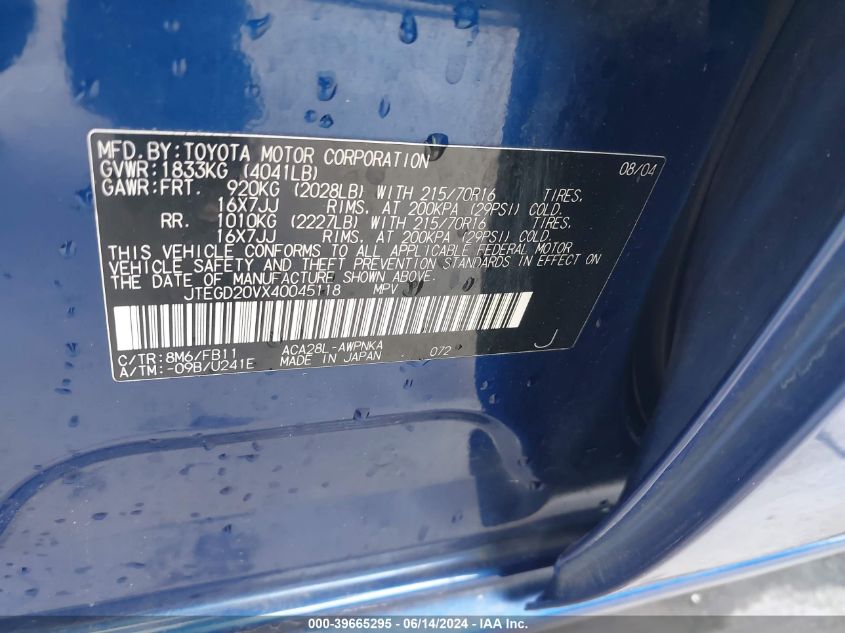 MFD.BY:TOYOTA MOTOR CORPORATION 08/04
GVWR:1833KG (4041LB)
GAWR:FRT. 920KG (2028LB) WITH 215/70R16 TIRES,
16X7JJ RIMS, AT 200KPA (29PSI) COLD.
RR. 1010KG (2227LB) WITH 215/70R16 TIRES,
16X7JJ RIMS, AT 200KPA (29PSI) COLD.
THIS VEHICLE CONFORMS TO ALL APPLICABLE FEDERAL MOTOR
VEHICLE SAFETY AND THEFT PREVENTION STANDARDS IN EFFECT ON
THE DATE OF MANUFACTURE SHOWN ABOVE.
JTEGD20VX40045118 MPV
C/TR:8M6/FB11 ACA28L-AWPNKA 072 J
A/TM:-09B/U241E MADE IN JAPAN
000-39665295 - 06/14/2024 - IAA Inc.